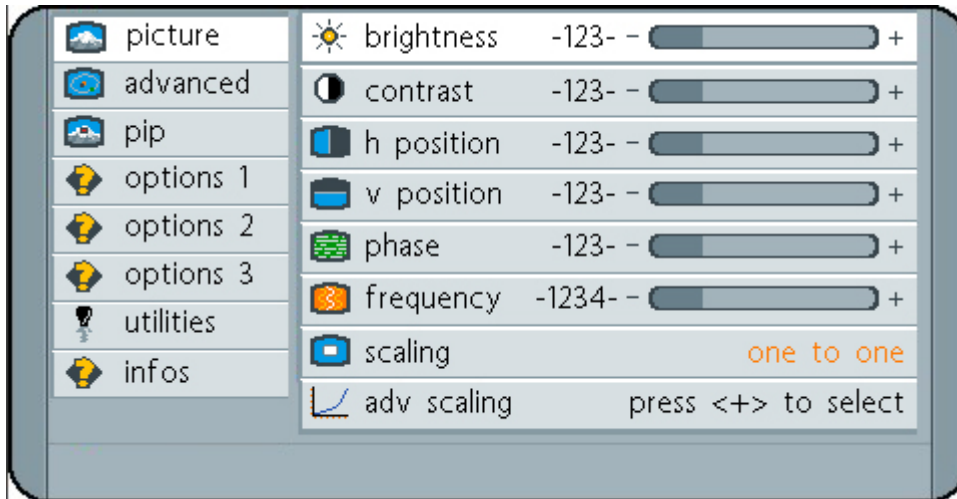 picture
advanced
pip
options 1
options 2
options 3
utilities
infos
brightness -123- - +
contrast -123- - +
h position -123- - +
v position -123- - +
phase -123- - +
frequency -1234- - +
scaling one to one
adv scaling press <+> to select